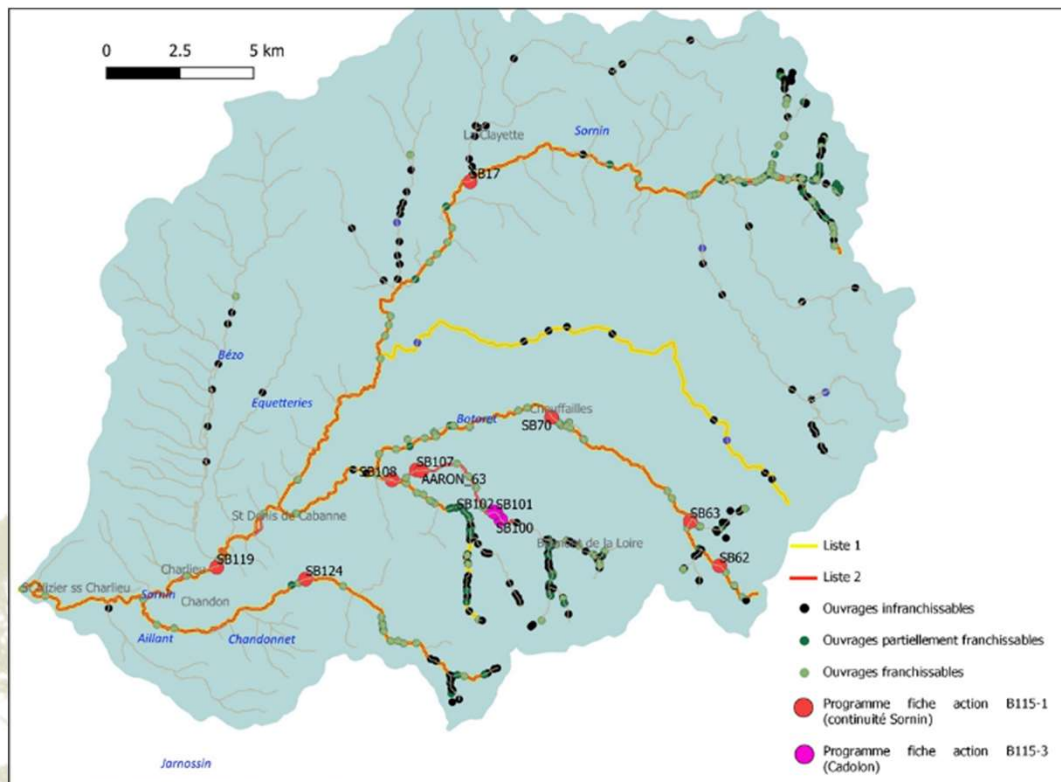 0 2.5 5 km
La Clayette
Sornin
SB17
Bézo
Equetteries
Botoret
Chauffailles
SB70
SB107
SB108
AARON_63
SB102
SB101
SB100
SB63
St Denis de Cabanne
Belmont de la Loire
SB62
SB119
Charlieu
SB124
Sornin
Chandon
Aillant
Chandonnet
Jarnossin
Liste 1
Liste 2
Ouvrages infranchissables
Ouvrages partiellement franchissables
Ouvrages franchissables
Programme fiche action B115-1
(continuité Sornin)
Programme fiche action B115-3
(Cadolon)